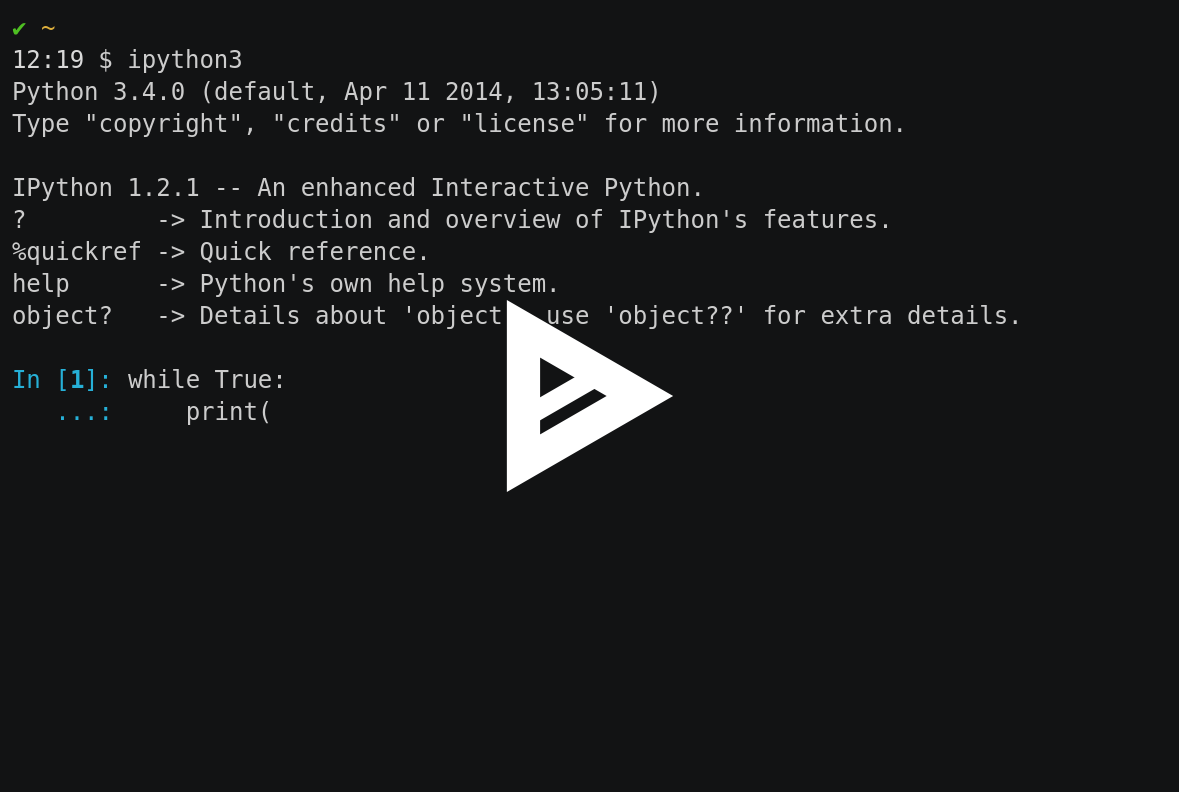 ✔ ~
12:19 $ ipython3
Python 3.4.0 (default, Apr 11 2014, 13:05:11)
Type "copyright", "credits" or "license" for more information.
IPython 1.2.1 -- An enhanced Interactive Python.
?         -> Introduction and overview of IPython's features.
%quickref -> Quick reference.
help      -> Python's own help system.
object?   -> Details about 'object use 'object??' for extra details.
In [1]: while True:
   ...:     print(